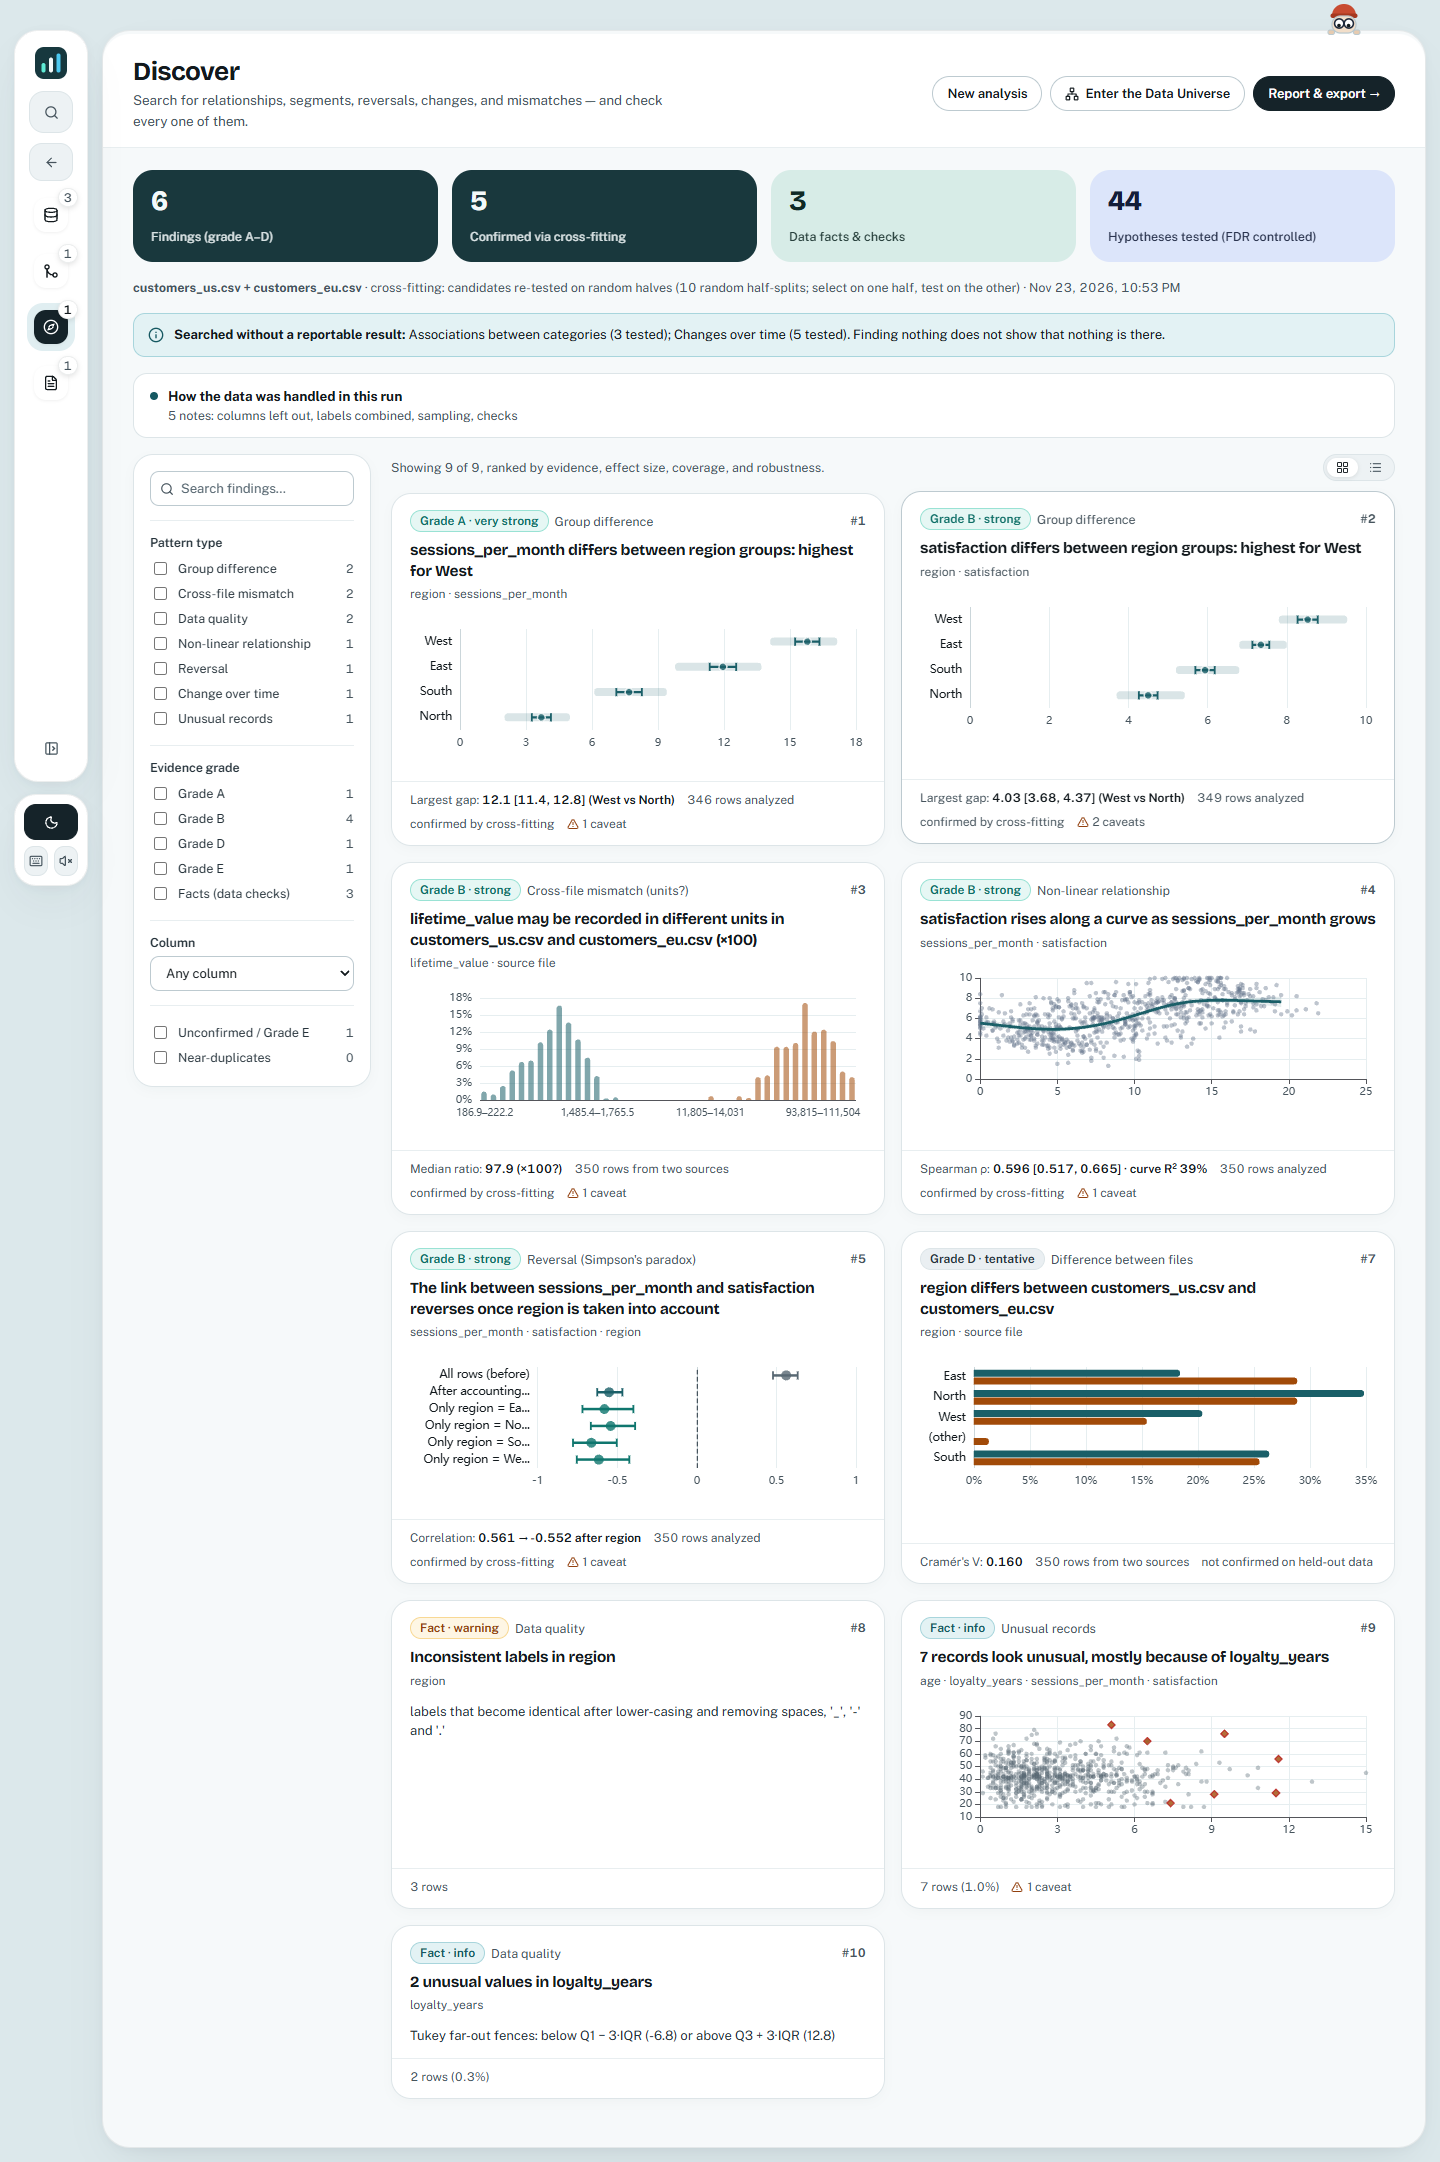 Discover
Search for relationships, segments, reversals, changes, and mismatches — and check
every one of them.
New analysis
Enter the Data Universe
Report & export →
3
1
1
1
6
Findings (grade A–D)
5
Confirmed via cross-fitting
3
Data facts & checks
44
Hypotheses tested (FDR controlled)
customers_us.csv + customers_eu.csv · cross-fitting: candidates re-tested on random halves (10 random half-splits; select on one half, test on the other) · Nov 23, 2026, 10:53 PM
Searched without a reportable result: Associations between categories (3 tested); Changes over time (5 tested). Finding nothing does not show that nothing is there.
How the data was handled in this run
5 notes: columns left out, labels combined, sampling, checks
Search findings...
Pattern type
Group difference 2
Cross-file mismatch 2
Data quality 2
Non-linear relationship 1
Reversal 1
Change over time 1
Unusual records 1
Evidence grade
Grade A 1
Grade B 4
Grade D 1
Grade E 1
Facts (data checks) 3
Column
Any column
Unconfirmed / Grade E 1
Near-duplicates 0
Showing 9 of 9, ranked by evidence, effect size, coverage, and robustness.
Grade A · very strong Group difference #1
sessions_per_month differs between region groups: highest
for West
region · sessions_per_month
West
East
South
North
0 3 6 9 12 15 18
Largest gap: 12.1 [11.4, 12.8] (West vs North) 346 rows analyzed
confirmed by cross-fitting 1 caveat
Grade B · strong Group difference #2
satisfaction differs between region groups: highest for West
region · satisfaction
West
East
South
North
0 2 4 6 8 10
Largest gap: 4.03 [3.68, 4.37] (West vs North) 349 rows analyzed
confirmed by cross-fitting 2 caveats
Grade B · strong Cross-file mismatch (units?) #3
lifetime_value may be recorded in different units in
customers_us.csv and customers_eu.csv (×100)
lifetime_value · source file
18%
15%
12%
9%
6%
3%
0%
186.9–222.2 1,485.4–1,765.5 11,805–14,031 93,815–111,504
Median ratio: 97.9 (×100?) 350 rows from two sources
confirmed by cross-fitting 1 caveat
Grade B · strong Non-linear relationship #4
satisfaction rises along a curve as sessions_per_month grows
sessions_per_month · satisfaction
10
8
6
4
2
0
0 5 10 15 20 25
Spearman ρ: 0.596 [0.517, 0.665] · curve R² 39% 350 rows analyzed
confirmed by cross-fitting 1 caveat
Grade B · strong Reversal (Simpson's paradox) #5
The link between sessions_per_month and satisfaction
reverses once region is taken into account
sessions_per_month · satisfaction · region
All rows (before)
After accounting...
Only region = Ea...
Only region = No...
Only region = So...
Only region = We...
-1 -0.5 0 0.5 1
Correlation: 0.561 → -0.552 after region 350 rows analyzed
confirmed by cross-fitting 1 caveat
Grade D · tentative Difference between files #7
region differs between customers_us.csv and
customers_eu.csv
region · source file
East
North
West
(other)
South
0% 5% 10% 15% 20% 25% 30% 35%
Cramér's V: 0.160 350 rows from two sources not confirmed on held-out data
Fact · warning Data quality #8
Inconsistent labels in region
region
labels that become identical after lower-casing and removing spaces, '_', '-'
and '.'
3 rows
Fact · info Unusual records #9
7 records look unusual, mostly because of loyalty_years
age · loyalty_years · sessions_per_month · satisfaction
90
80
70
60
50
40
30
20
10
0 3 6 9 12 15
7 rows (1.0%) 1 caveat
Fact · info Data quality #10
2 unusual values in loyalty_years
loyalty_years
Tukey far-out fences: below Q1 − 3·IQR (-6.8) or above Q3 + 3·IQR (12.8)
2 rows (0.3%)